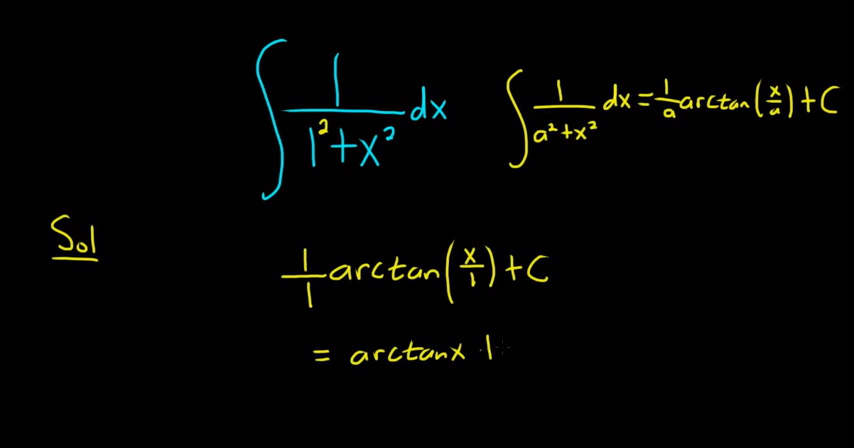 ∫ 1/(1² + x²) dx   ∫ 1/(a² + x²) dx = 1/a arctan(x/a) + C
Sol
1/1 arctan(x/1) + C
= arctanx